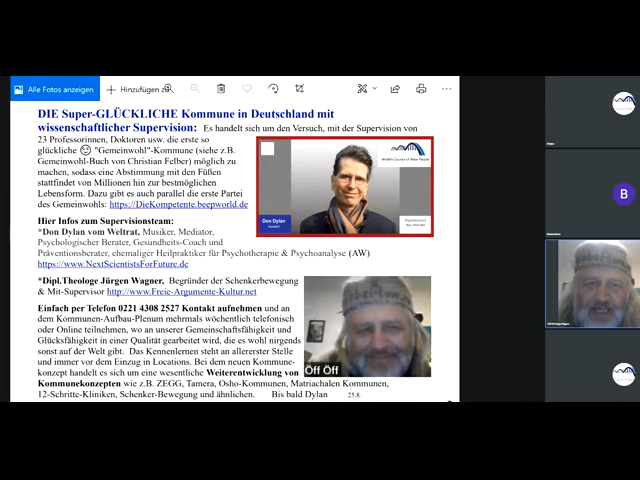 Alle Fotos anzeigen
Hinzufügen zu
DIE Super-GLÜCKLICHE Kommune in Deutschland mit
wissenschaftlicher Supervision: Es handelt sich um den Versuch, mit der Supervision von
23 Professorinnen, Doktoren usw. die erste so
glückliche 😉 "Gemeinwohl"-Kommune (siehe z.B.
Gemeinwohl-Buch von Christian Felber) möglich zu
machen, sodass eine Abstimmung mit den Füßen
stattfindet von Millionen hin zur bestmöglichen
Lebensform. Dazu gibt es auch parallel die erste Partei
des Gemeinwohls: https://DieKompetente.beepworld.de
World's Council of Wise People
Don Dylan
Hier Infos zum Supervisionsteam:
*Don Dylan vom Weltrat, Musiker, Mediator,
Psychologischer Berater, Gesundheits-Coach und
Präventionsberater, ehemaliger Heilpraktiker für Psychotherapie & Psychoanalyse (AW)
https://www.NextScientistsForFuture.de
*Dipl.Theologe Jürgen Wagner, Begründer der Schenkerbewegung
& Mit-Supervisor http://www.Freie-Argumente-Kultur.net
Einfach per Telefon 0221 4308 2527 Kontakt aufnehmen und an
dem Kommunen-Aufbau-Plenum mehrmals wöchentlich telefonisch
oder Online teilnehmen, wo an unserer Gemeinschaftsfähigkeit und
Glücksfähigkeit in einer Qualität gearbeitet wird, die es wohl nirgends
sonst auf der Welt gibt. Das Kennenlernen steht an allererster Stelle
und immer vor dem Einzug in Locations. Bei dem neuen Kommune-
konzept handelt es sich um eine wesentliche Weiterentwicklung von
Kommunekonzepten wie z.B. ZEGG, Tamera, Osho-Kommunen, Matriachalen Kommunen,
12-Schritte-Kliniken, Schenker-Bewegung und ähnlichen. Bis bald Dylan 25.8.
Öff Öff
B